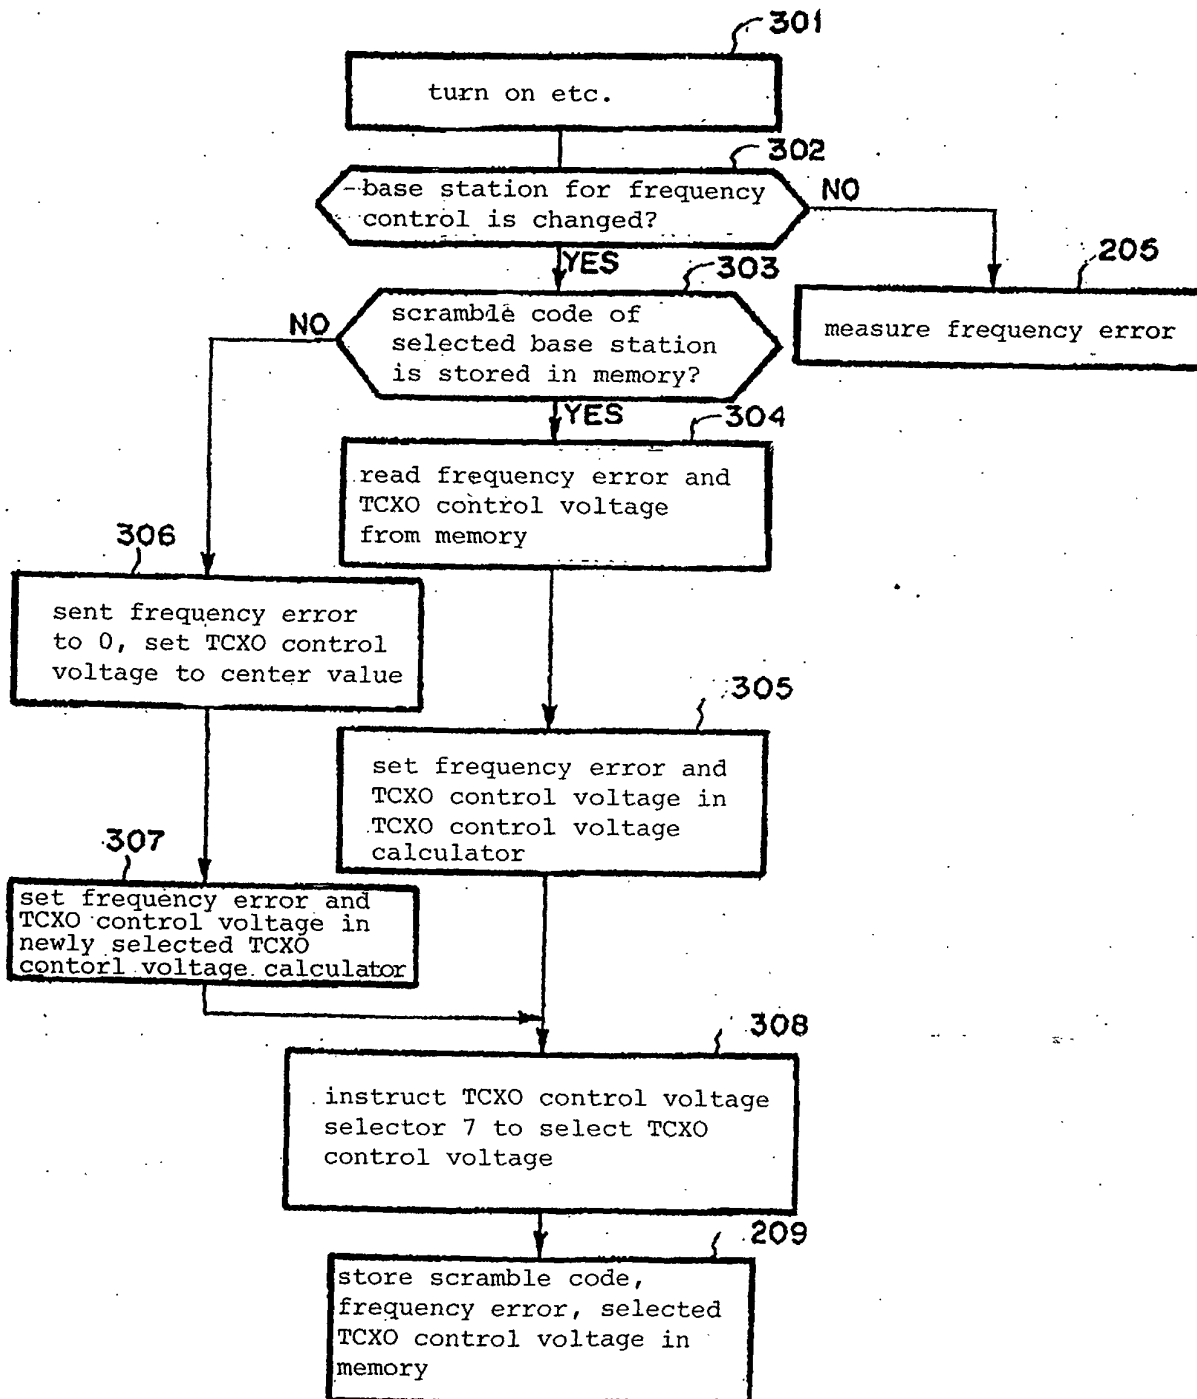 301
turn on etc.
302
base station for frequency
control is changed?
NO
YES
303
205
scramble code of
selected base station
is stored in memory?
NO
measure frequency error
YES
304
read frequency error and
TCXO control voltage
from memory
306
sent frequency error
to 0, set TCXO control
voltage to center value
305
set frequency error and
TCXO control voltage in
TCXO control voltage
calculator
307
set frequency error and
TCXO control voltage in
newly selected TCXO
contorl voltage calculator
308
instruct TCXO control voltage
selector 7 to select TCXO
control voltage
209
store scramble code,
frequency error, selected
TCXO control voltage in
memory